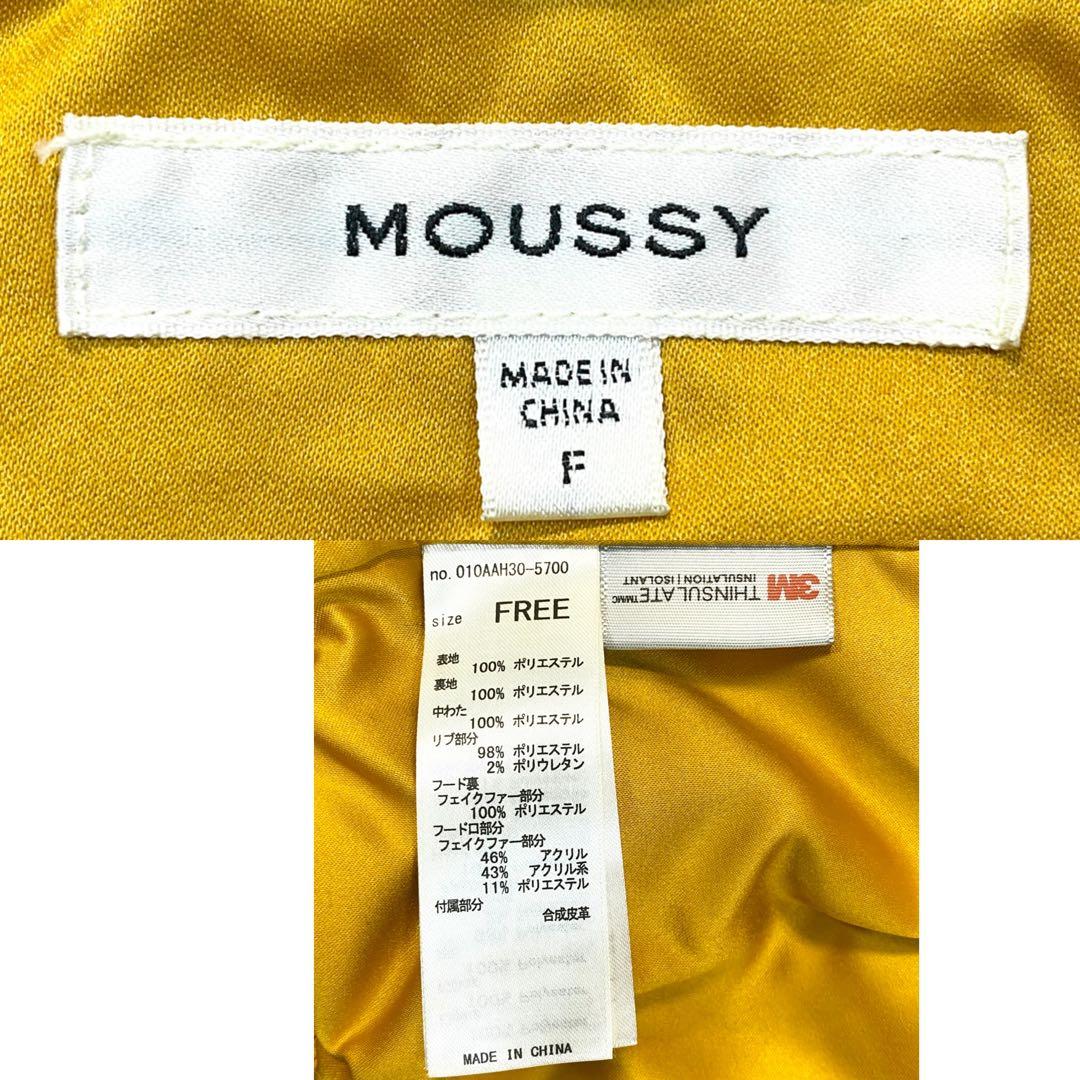 MOUSSY
MADE IN
CHINA
F
no. 010AAH30-5700
size FREE
表地
100% ポリエステル
裏地
100% ポリエステル
中わた
100% ポリエステル
リブ部分
98% ポリエステル
2% ポリウレタン
フード裏
フェイクファー部分
100% ポリエステル
フード口部分
フェイクファー部分
46% アクリル
43% アクリル系
11% ポリエステル
付属部分
合成皮革
MADE IN CHINA
3M
THINSULATE™/MC
INSULATION | ISOLANT